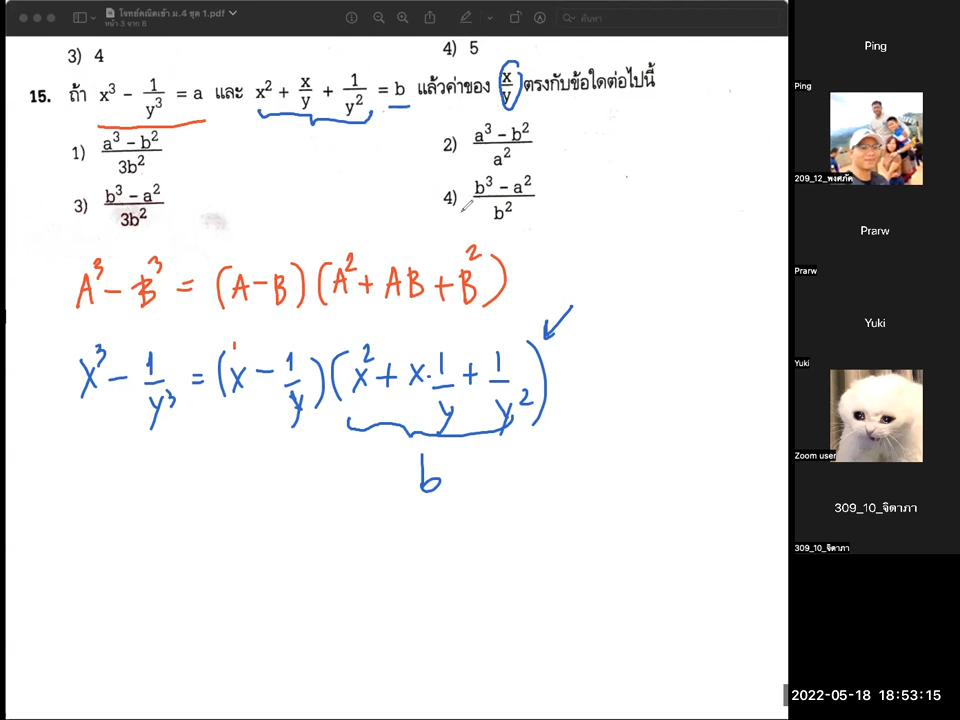 โจทย์คณิตเข้า ม.4 ชุด 1.pdf
หน้า 3 จาก 8
ค้นหา
3) 4
4) 5
15. ถ้า x³ − 1/y³ = a และ x² + x/y + 1/y² = b แล้วค่าของ x/y ตรงกับข้อใดต่อไปนี้
1) (a³ − b²)/3b²
2) (a³ − b²)/a²
3) (b³ − a²)/3b²
4) (b³ − a²)/b²
A³ − B³ = (A − B)(A² + AB + B²)
x³ − 1/y³ = (x − 1/y)(x² + x·1/y + 1/y²)
b
Ping
Ping
209_12_พงศภัค
Prarw
Prarw
Yuki
Yuki
Zoom user
309_10_จิดาภา
309_10_จิดาภา
2022-05-18 18:53:15